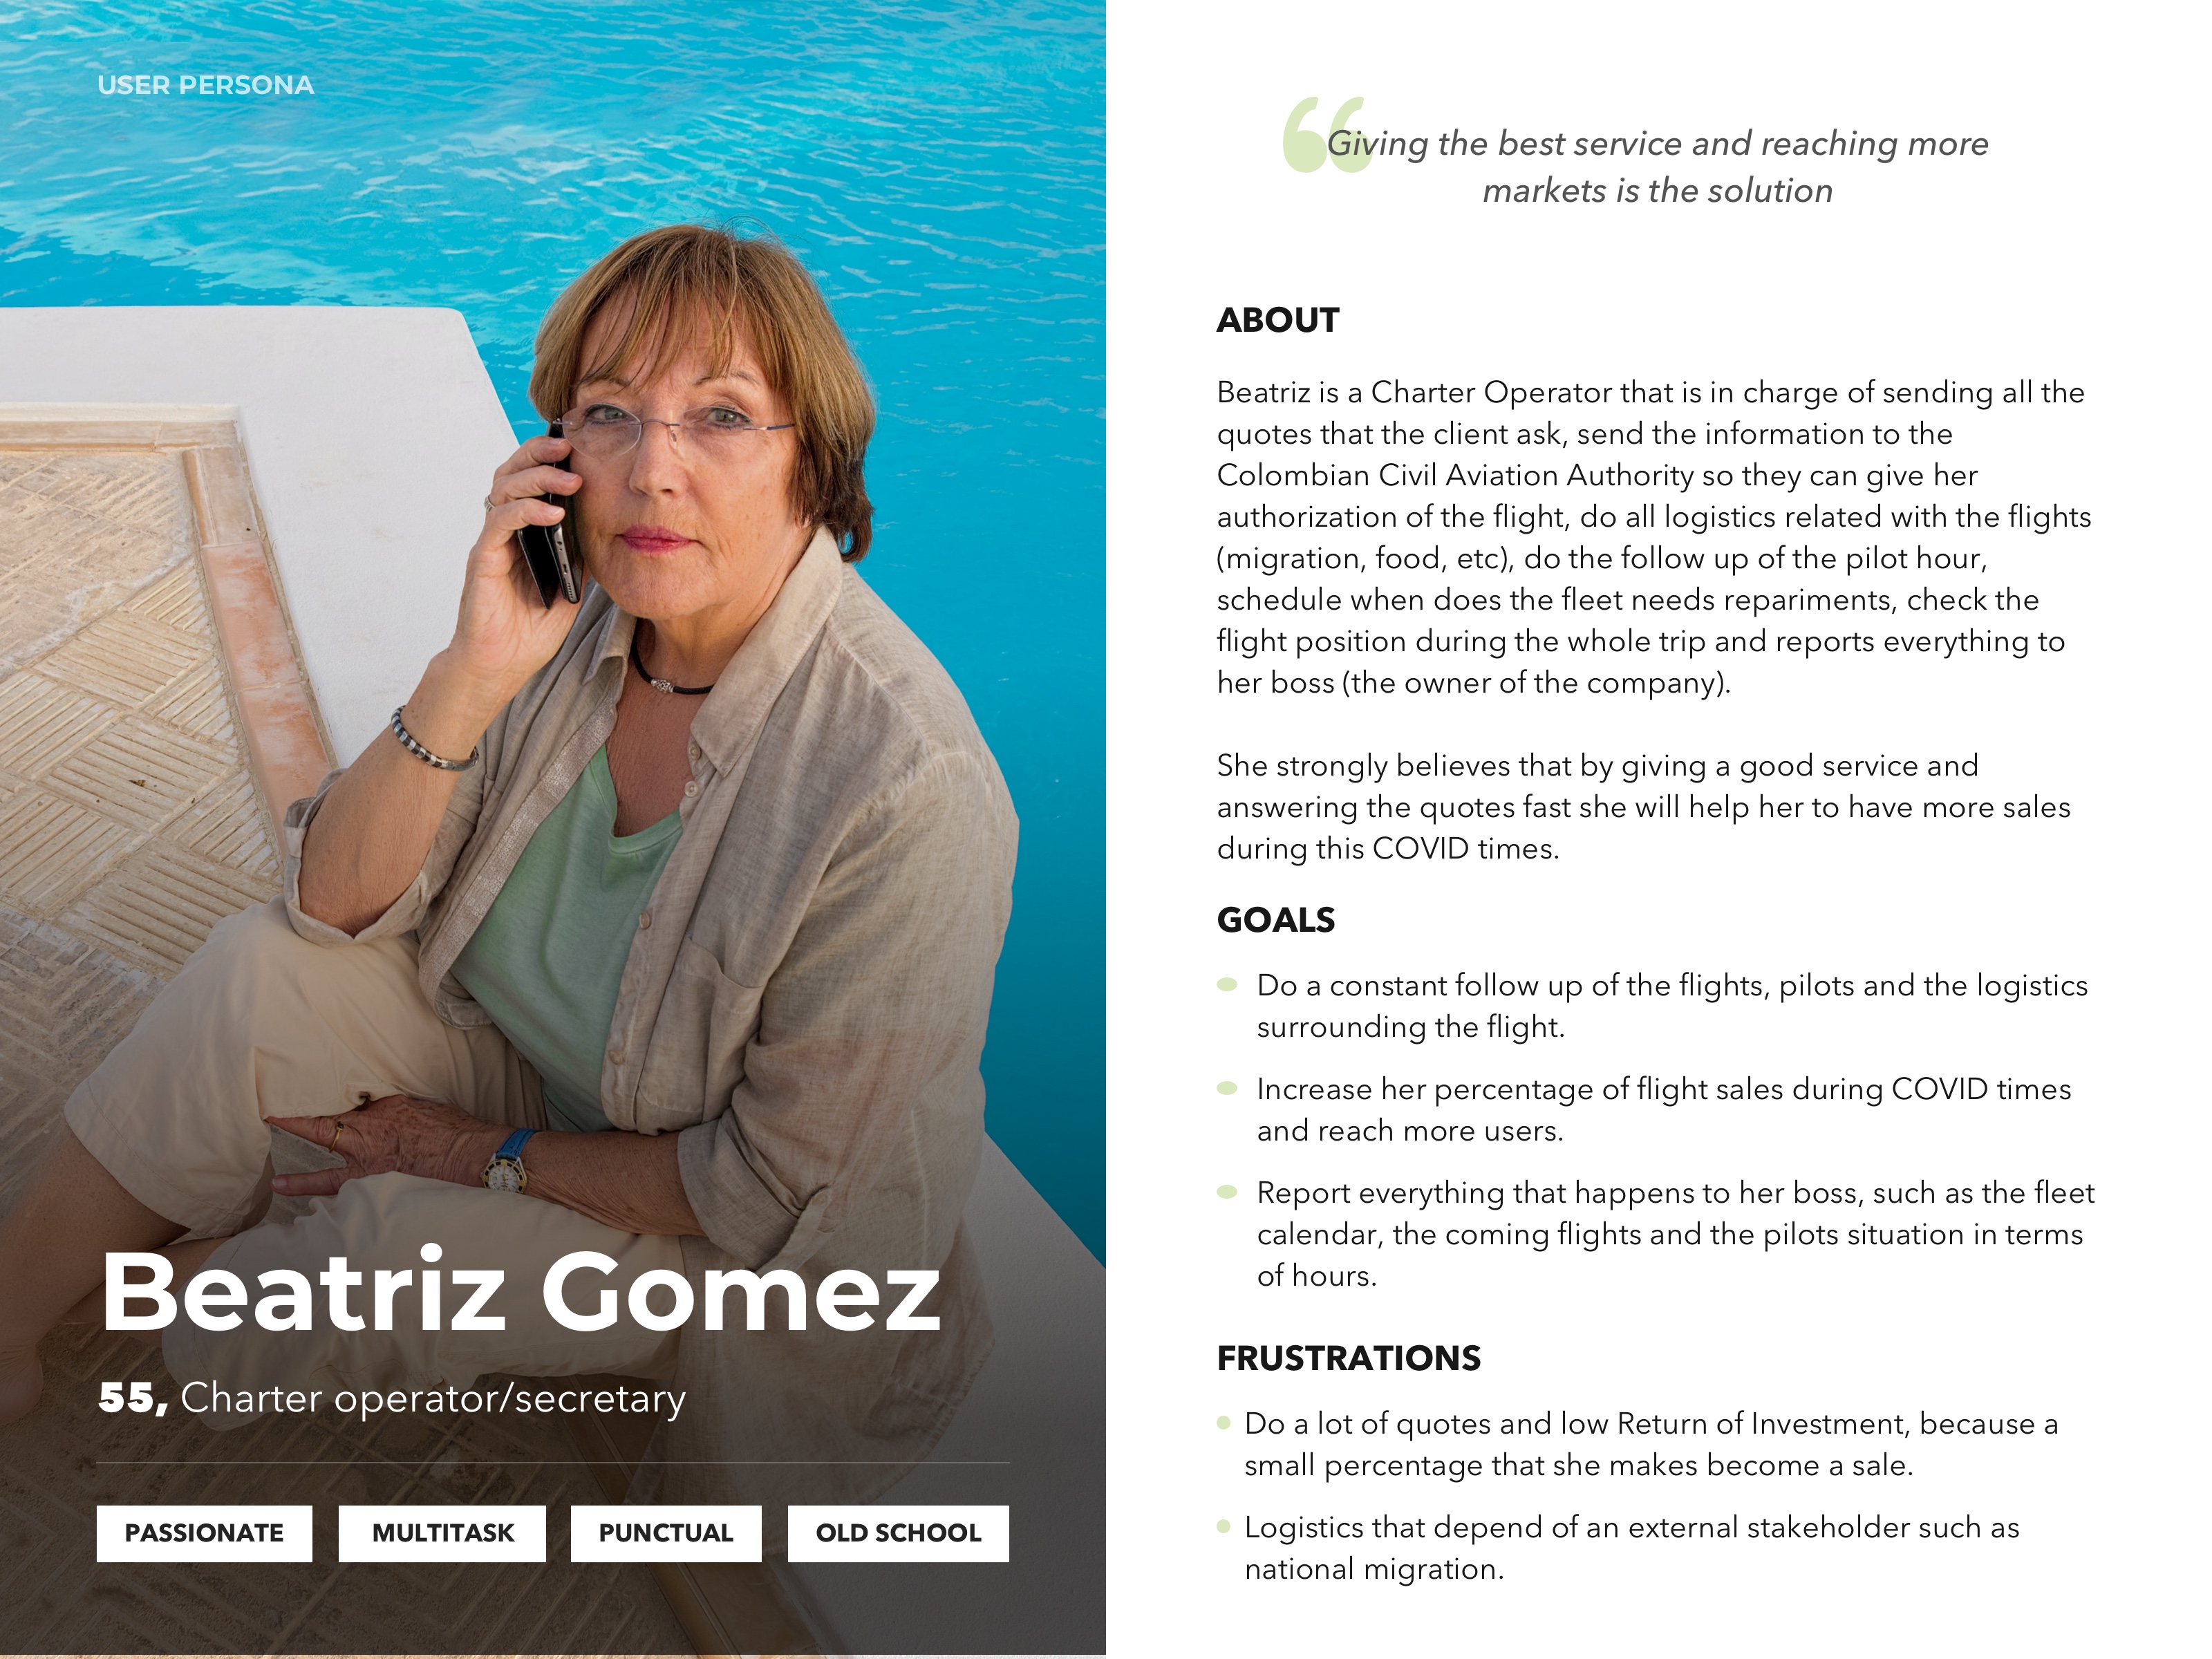 USER PERSONA
Beatriz Gomez
55, Charter operator/secretary
PASSIONATE
MULTITASK
PUNCTUAL
OLD SCHOOL
“Giving the best service and reaching more
markets is the solution
ABOUT
Beatriz is a Charter Operator that is in charge of sending all the
quotes that the client ask, send the information to the
Colombian Civil Aviation Authority so they can give her
authorization of the flight, do all logistics related with the flights
(migration, food, etc), do the follow up of the pilot hour,
schedule when does the fleet needs repariments, check the
flight position during the whole trip and reports everything to
her boss (the owner of the company).
She strongly believes that by giving a good service and
answering the quotes fast she will help her to have more sales
during this COVID times.
GOALS
Do a constant follow up of the flights, pilots and the logistics
surrounding the flight.
Increase her percentage of flight sales during COVID times
and reach more users.
Report everything that happens to her boss, such as the fleet
calendar, the coming flights and the pilots situation in terms
of hours.
FRUSTRATIONS
Do a lot of quotes and low Return of Investment, because a
small percentage that she makes become a sale.
Logistics that depend of an external stakeholder such as
national migration.